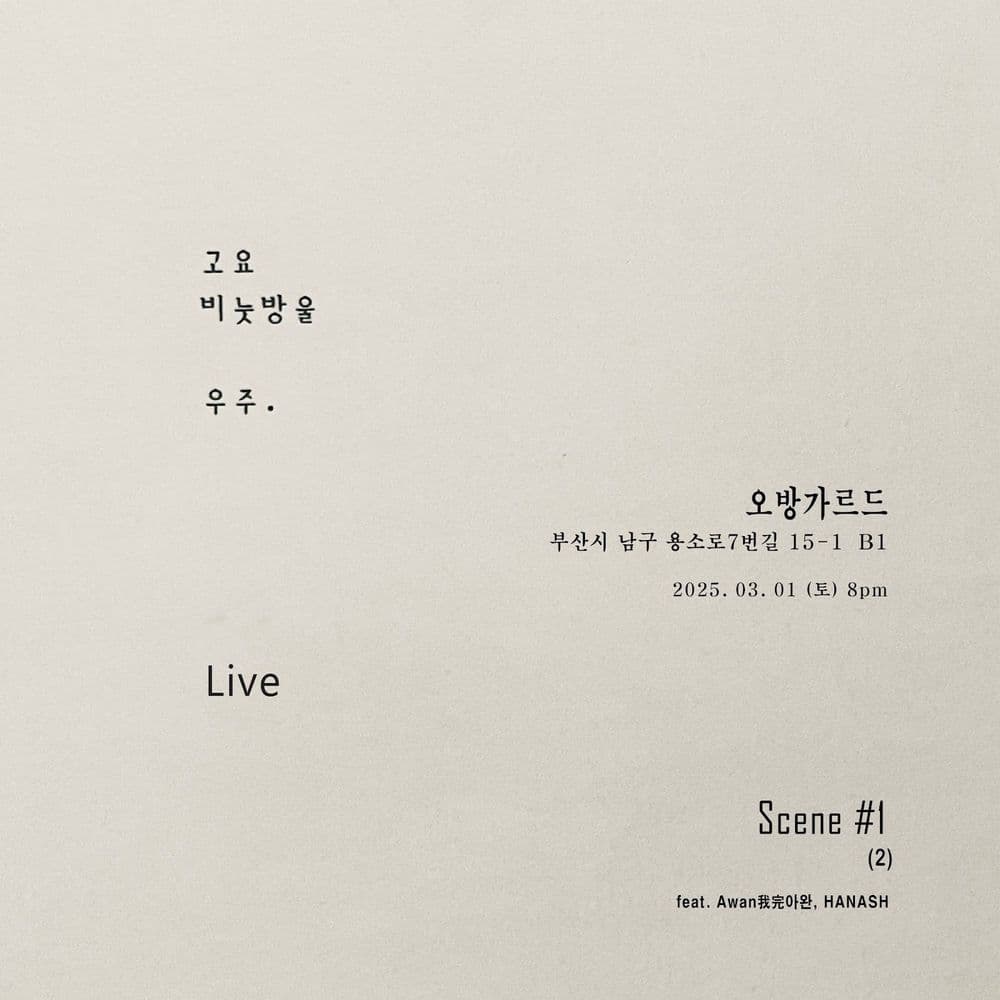 고요
비눗방울
우주.
오방가르드
부산시 남구 용소로7번길 15-1 B1
2025. 03. 01 (토) 8pm
Live
Scene #1
(2)
feat. Awan我完아완, HANASH